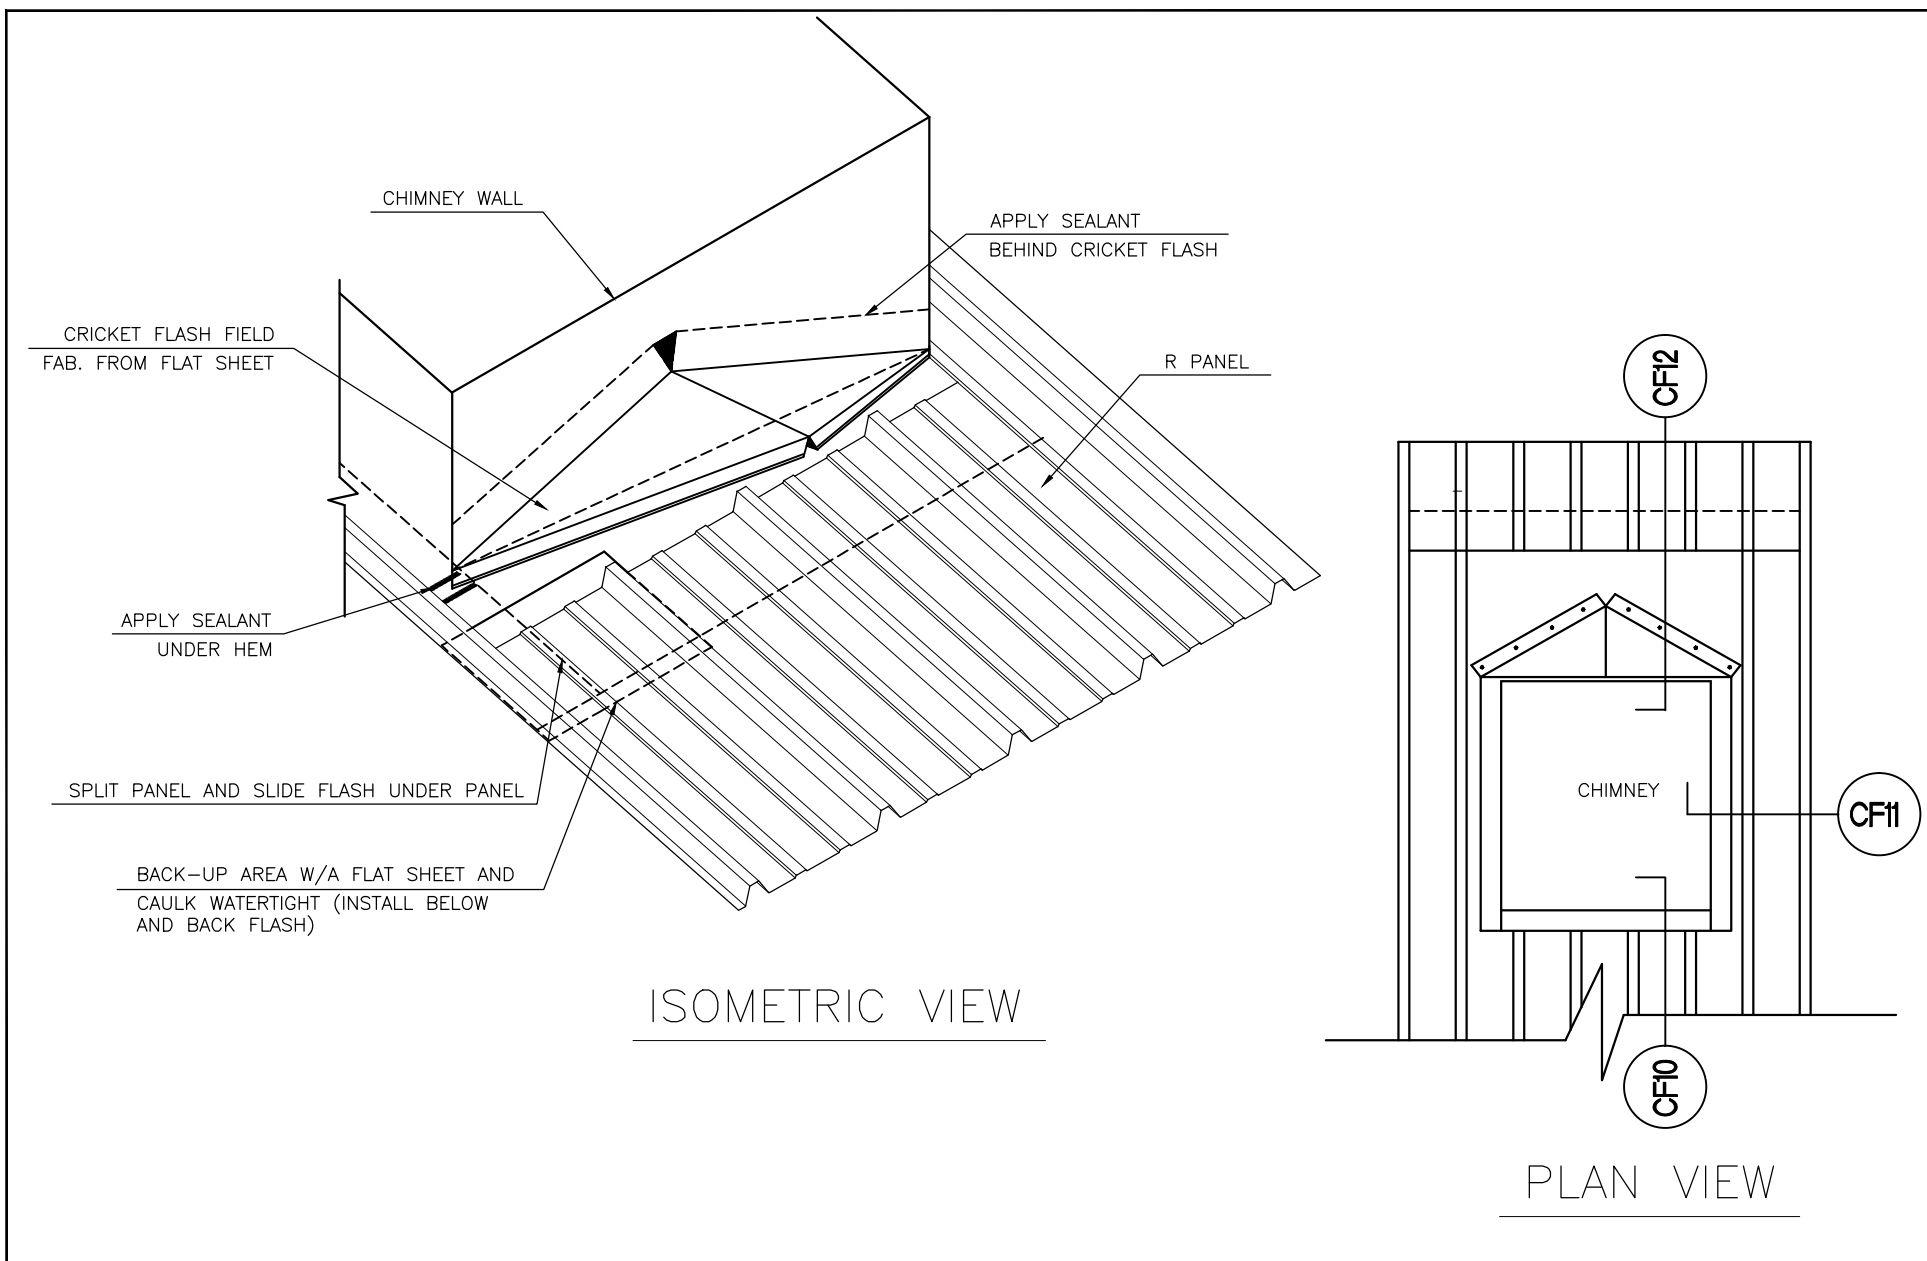 CHIMNEY WALL
APPLY SEALANT
BEHIND CRICKET FLASH
CRICKET FLASH FIELD
FAB. FROM FLAT SHEET
R PANEL
APPLY SEALANT
UNDER HEM
SPLIT PANEL AND SLIDE FLASH UNDER PANEL
BACK-UP AREA W/A FLAT SHEET AND
CAULK WATERTIGHT (INSTALL BELOW
AND BACK FLASH)
ISOMETRIC VIEW
CF12
CHIMNEY
CF11
CF10
PLAN VIEW